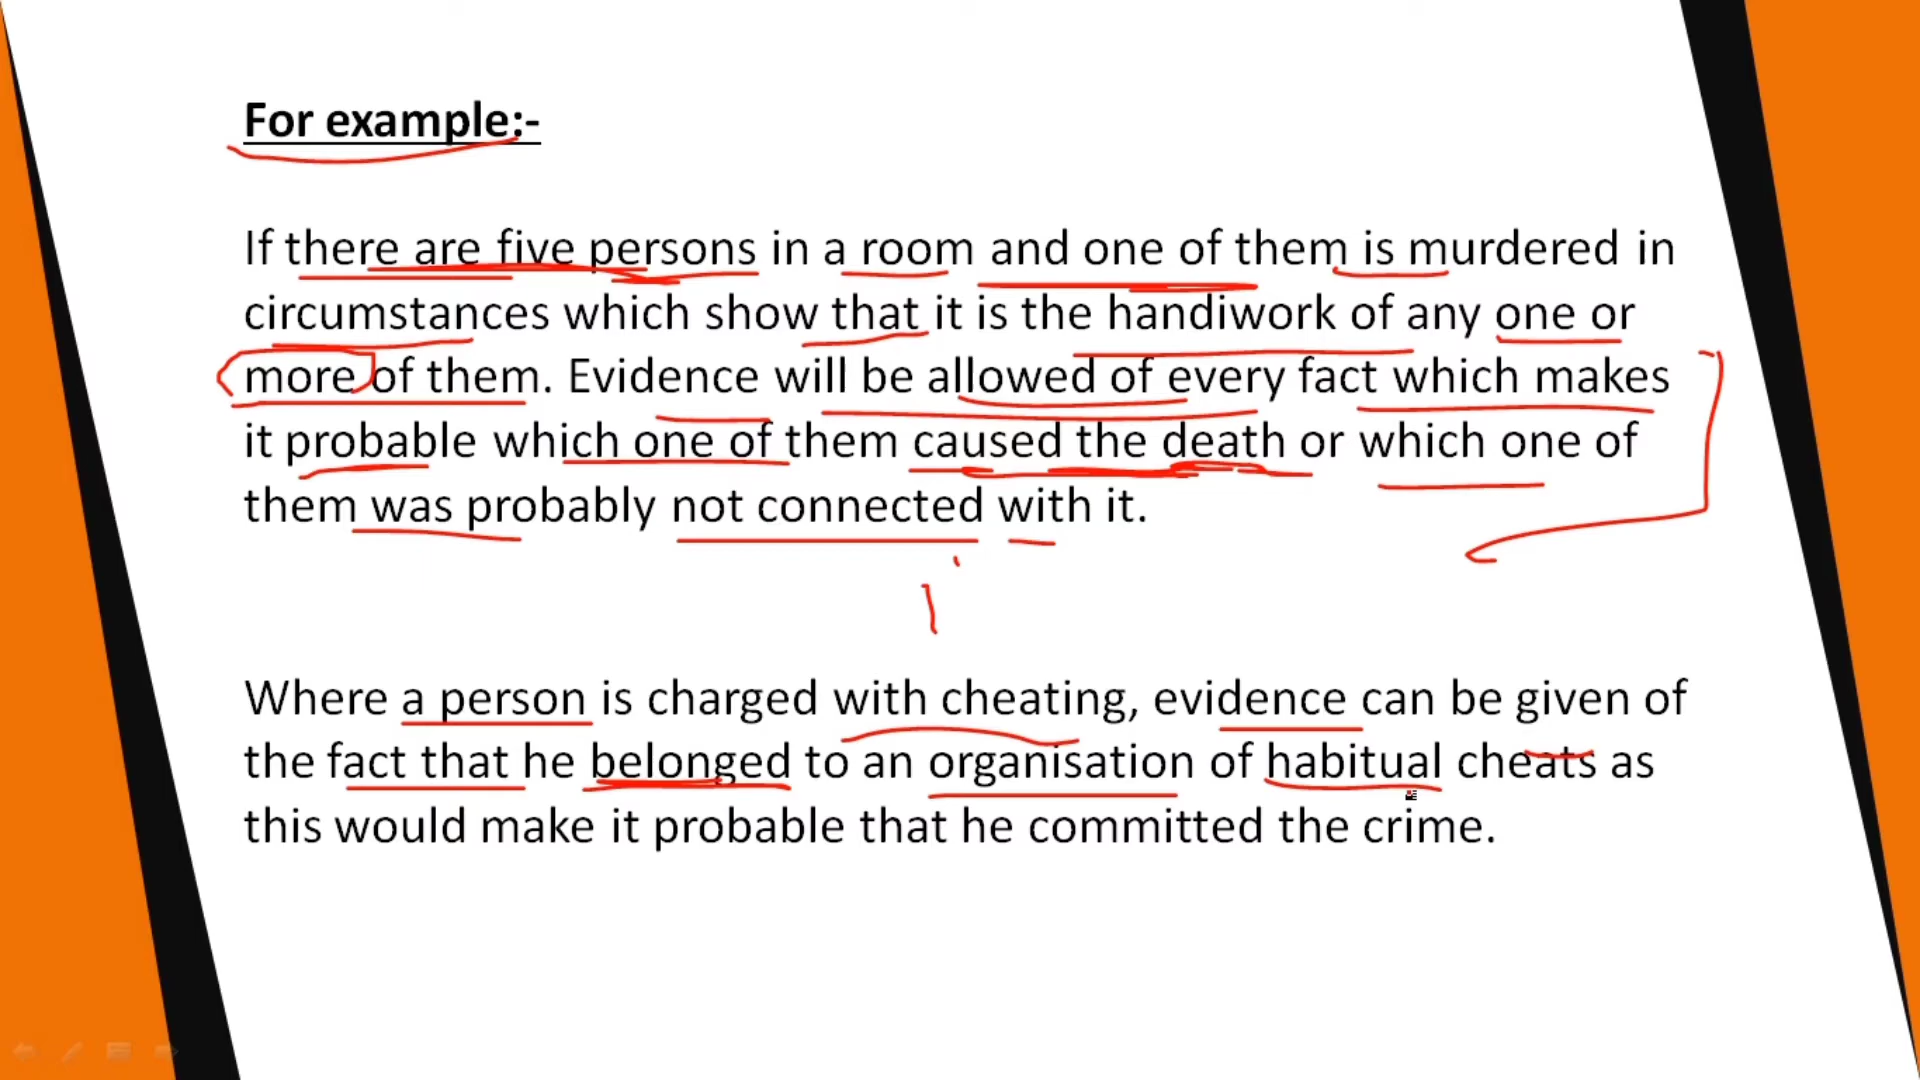 For example:-
If there are five persons in a room and one of them is murdered in
circumstances which show that it is the handiwork of any one or
more of them. Evidence will be allowed of every fact which makes
it probable which one of them caused the death or which one of
them was probably not connected with it.
Where a person is charged with cheating, evidence can be given of
the fact that he belonged to an organisation of habitual cheats as
this would make it probable that he committed the crime.